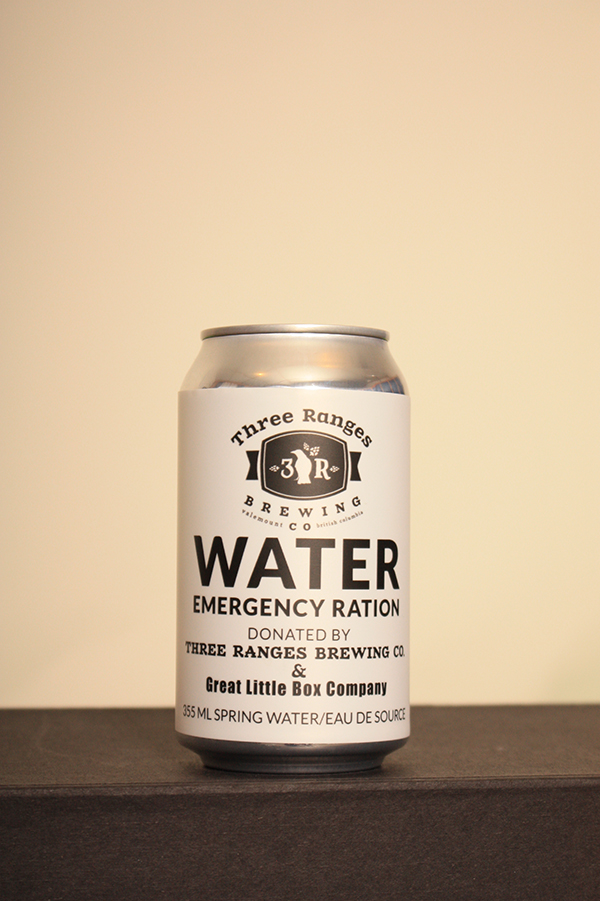 Three Ranges
3 R
BREWING
valemount CO british columbia
WATER
EMERGENCY RATION
DONATED BY
THREE RANGES BREWING CO.
&
Great Little Box Company
355 ML SPRING WATER/EAU DE SOURCE